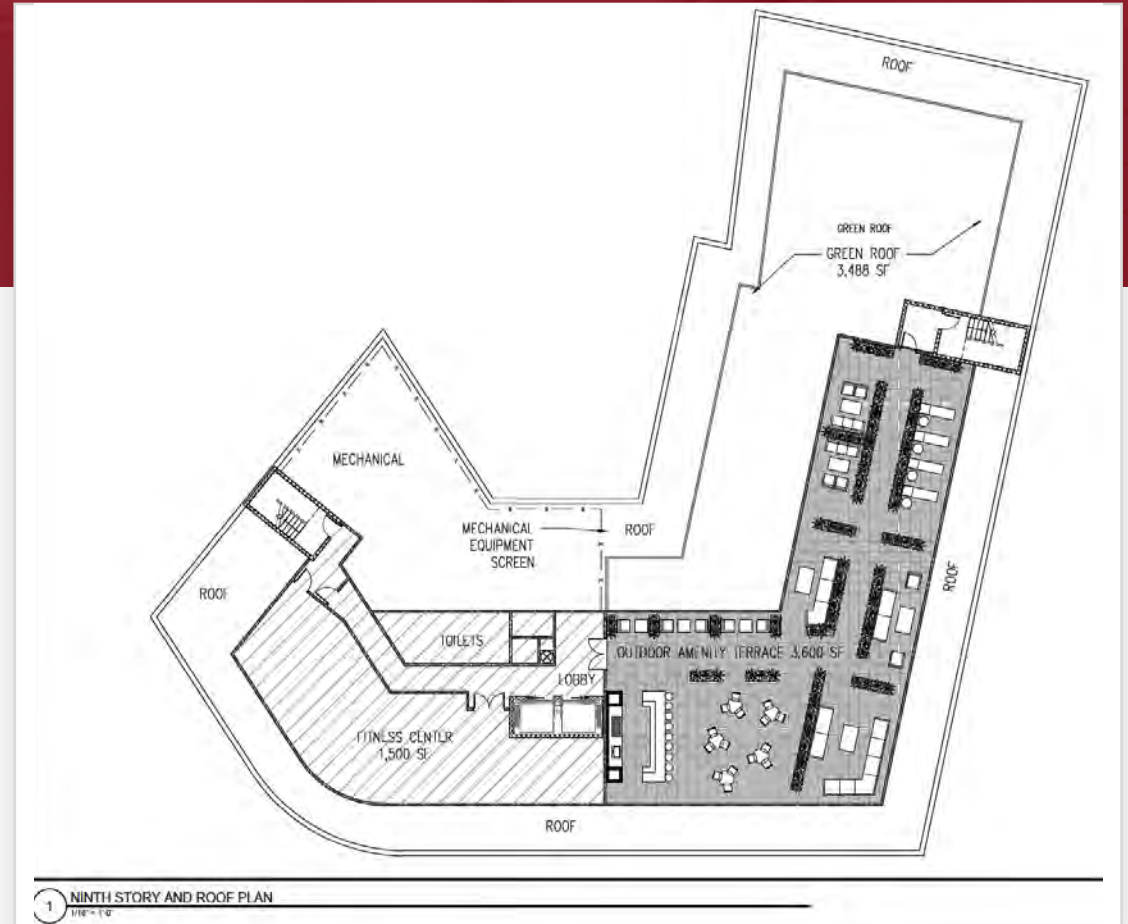 ROOF
GREEN ROOF
GREEN ROOF
3,488 SF
MECHANICAL
MECHANICAL
EQUIPMENT
SCREEN
ROOF
ROOF
ROOF
TOILETS
OUTDOOR AMENITY TERRACE 3,600 SF
LOBBY
FITNESS CENTER
1,500 SF
ROOF
1
NINTH STORY AND ROOF PLAN